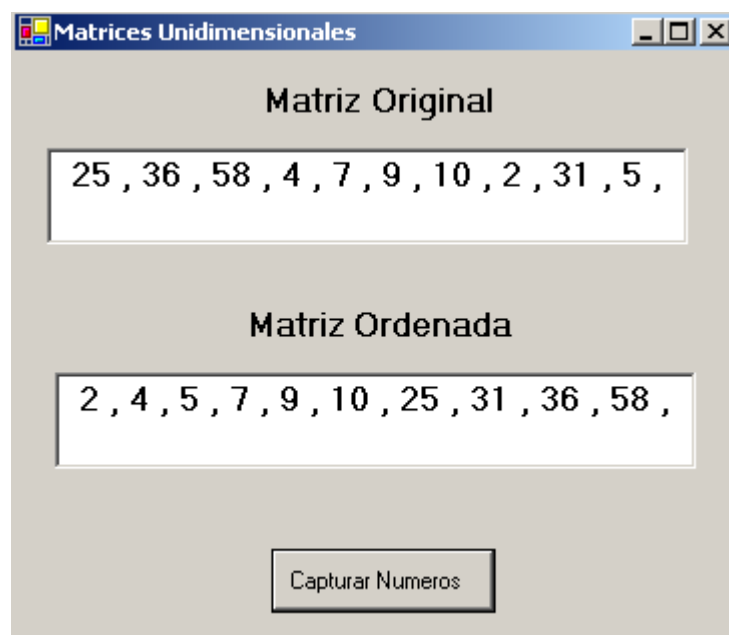 Matrices Unidimensionales
Matriz Original
25 , 36 , 58 , 4 , 7 , 9 , 10 , 2 , 31 , 5 ,
Matriz Ordenada
2 , 4 , 5 , 7 , 9 , 10 , 25 , 31 , 36 , 58 ,
Capturar Numeros